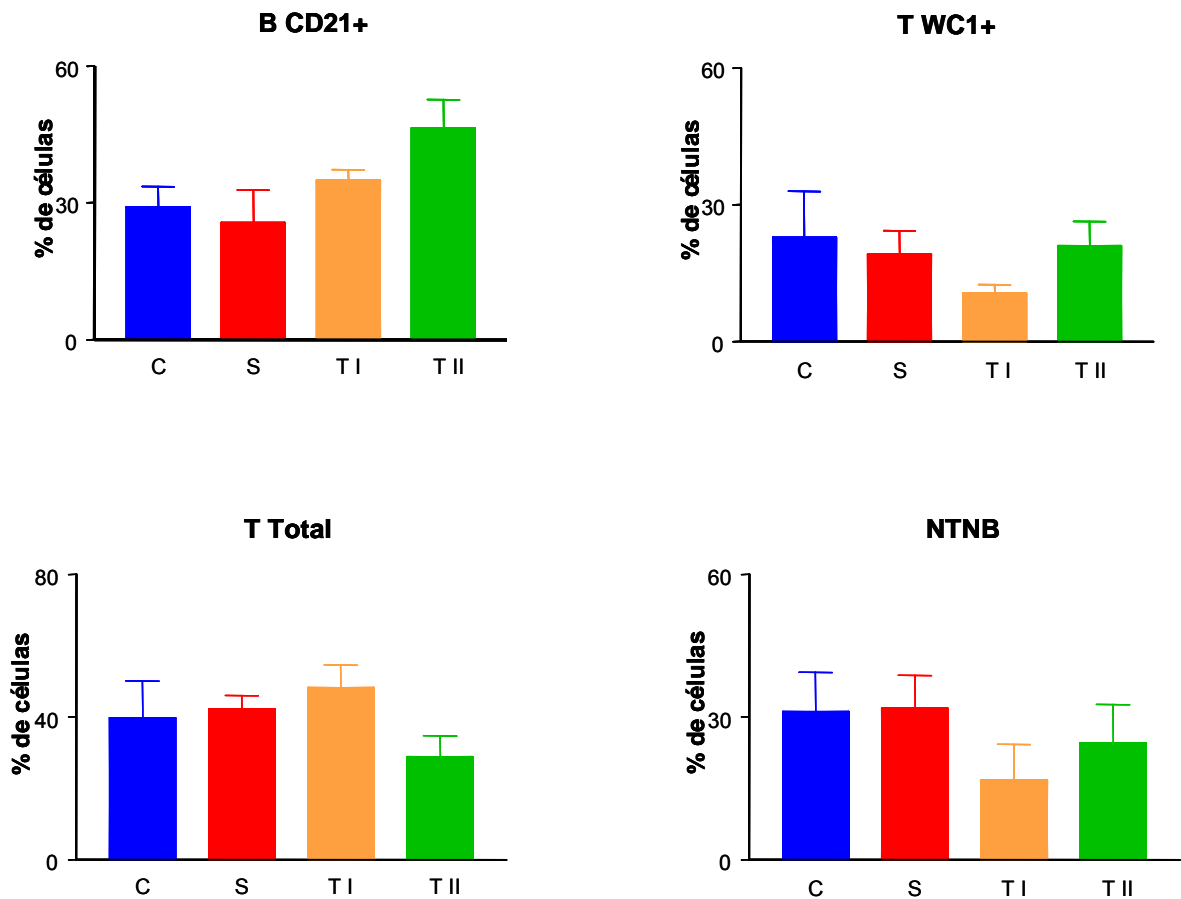 B CD21+
60
30
0
% de células
C S T I T II
T WC1+
60
30
0
% de células
C S T I T II
T Total
80
40
0
% de células
C S T I T II
NTNB
60
30
0
% de células
C S T I T II